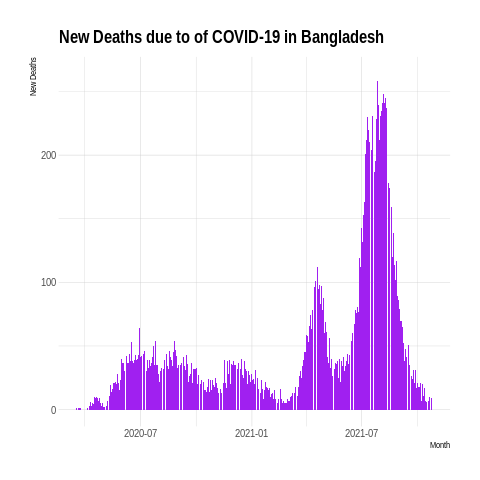 New Deaths due to of COVID-19 in Bangladesh
New Deaths
200
100
0
2020-07 2021-01 2021-07
Month